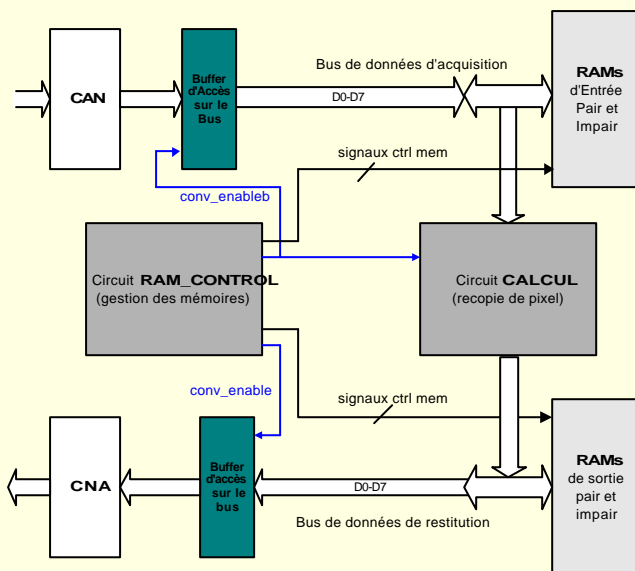 CAN
Buffer
d'Accès
sur le
Bus
Bus de données d'acquisition
D0-D7
RAMs
d'Entrée
Pair et
Impair
signaux ctrl mem
conv_enableb
Circuit RAM_CONTROL
(gestion des mémoires)
Circuit CALCUL
(recopie de pixel)
conv_enable
signaux ctrl mem
CNA
Buffer
d'accès
sur le
bus
D0-D7
Bus de données de restitution
RAMs
de sortie
pair et
impair